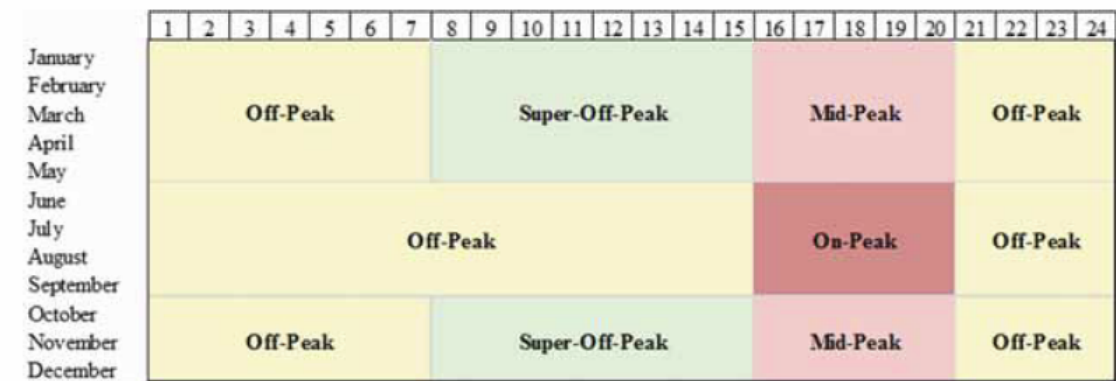 1 2 3 4 5 6 7 8 9 10 11 12 13 14 15 16 17 18 19 20 21 22 23 24
January
February
March Off-Peak Super-Off-Peak Mid-Peak Off-Peak
April
May
June
July Off-Peak On-Peak Off-Peak
August
September
October
November Off-Peak Super-Off-Peak Mid-Peak Off-Peak
December